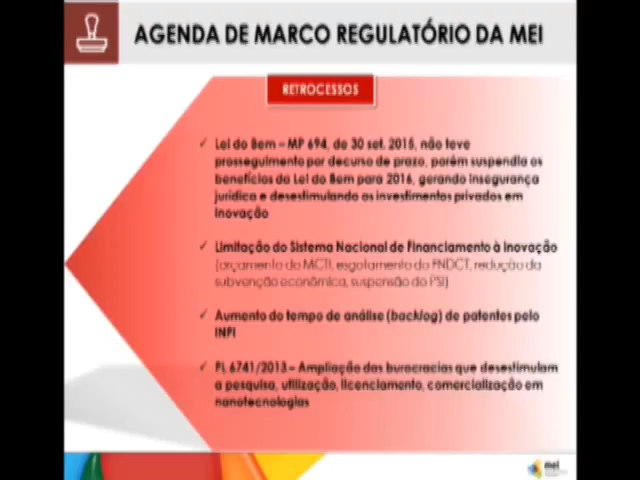 AGENDA DE MARCO REGULATÓRIO DA MEI
RETROCESSOS
✓ Lei do Bem – MP 694, de 30 set. 2015, não teve
prosseguimento por decurso de prazo, porém suspendia os
benefícios da Lei do Bem para 2016, gerando insegurança
jurídica e desestimulando os investimentos privados em
inovação
✓ Limitação do Sistema Nacional de Financiamento à Inovação
(orçamento do MCTI, esgotamento do FNDCT, redução da
subvenção econômica, suspensão do PSI)
✓ Aumento do tempo de análise (backlog) de patentes pelo
INPI
✓ PL 6741/2013 – Ampliação das burocracias que desestimulam
a pesquisa, utilização, licenciamento, comercialização em
nanotecnologias
mei